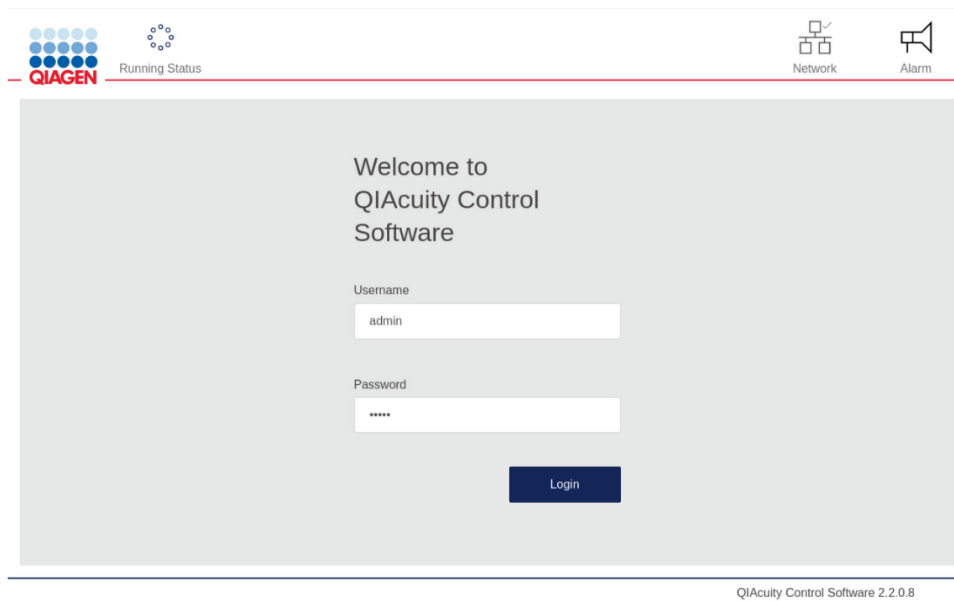 QIAGEN
Running Status
Network
Alarm
Welcome to
QIAcuity Control
Software
Username
admin
Password
•••••
Login
QIAcuity Control Software 2.2.0.8